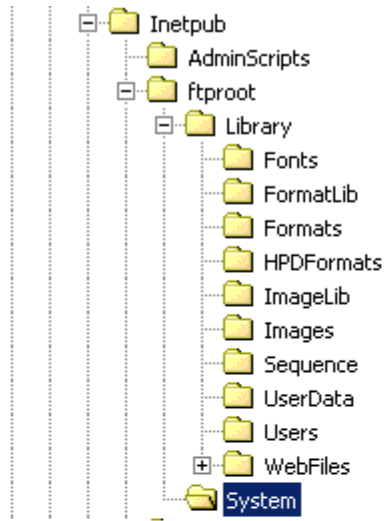 Inetpub
AdminScripts
ftproot
Library
Fonts
FormatLib
Formats
HPDFormats
ImageLib
Images
Sequence
UserData
Users
WebFiles
System